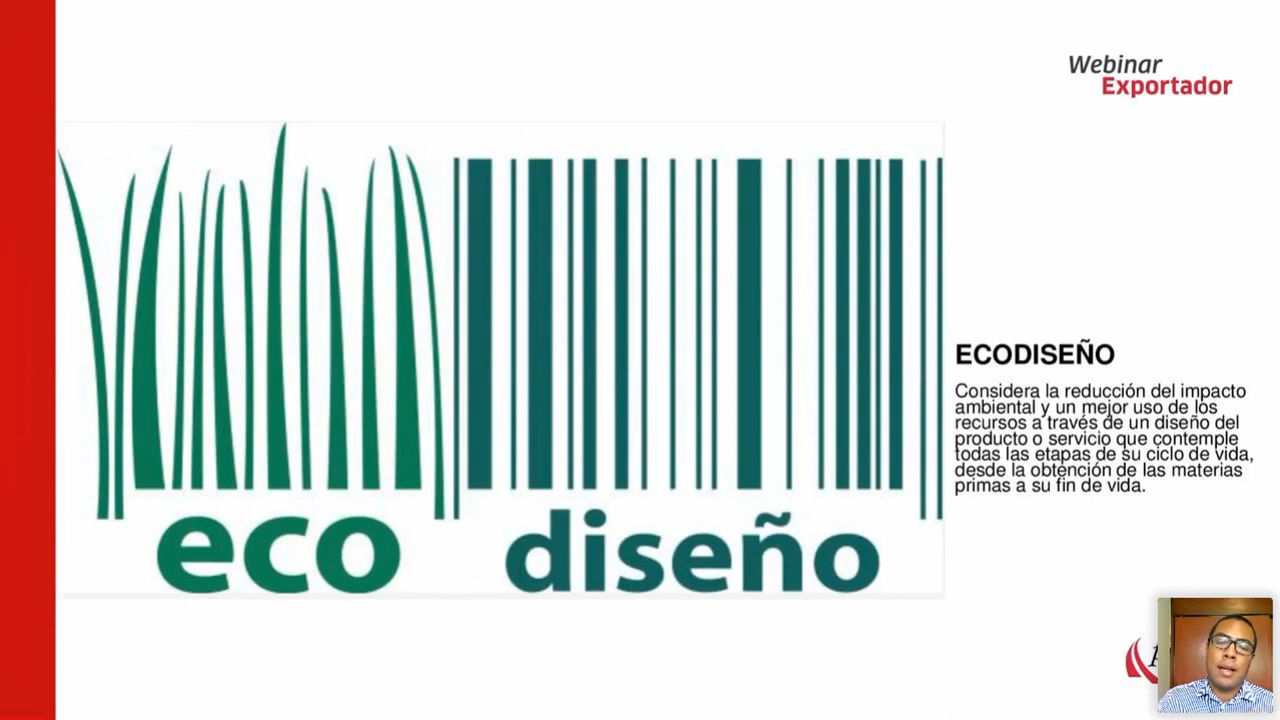 Webinar
Exportador
eco diseño
ECODISEÑO
Considera la reducción del impacto
ambiental y un mejor uso de los
recursos a través de un diseño del
producto o servicio que contemple
todas las etapas de su ciclo de vida,
desde la obtención de las materias
primas a su fin de vida.